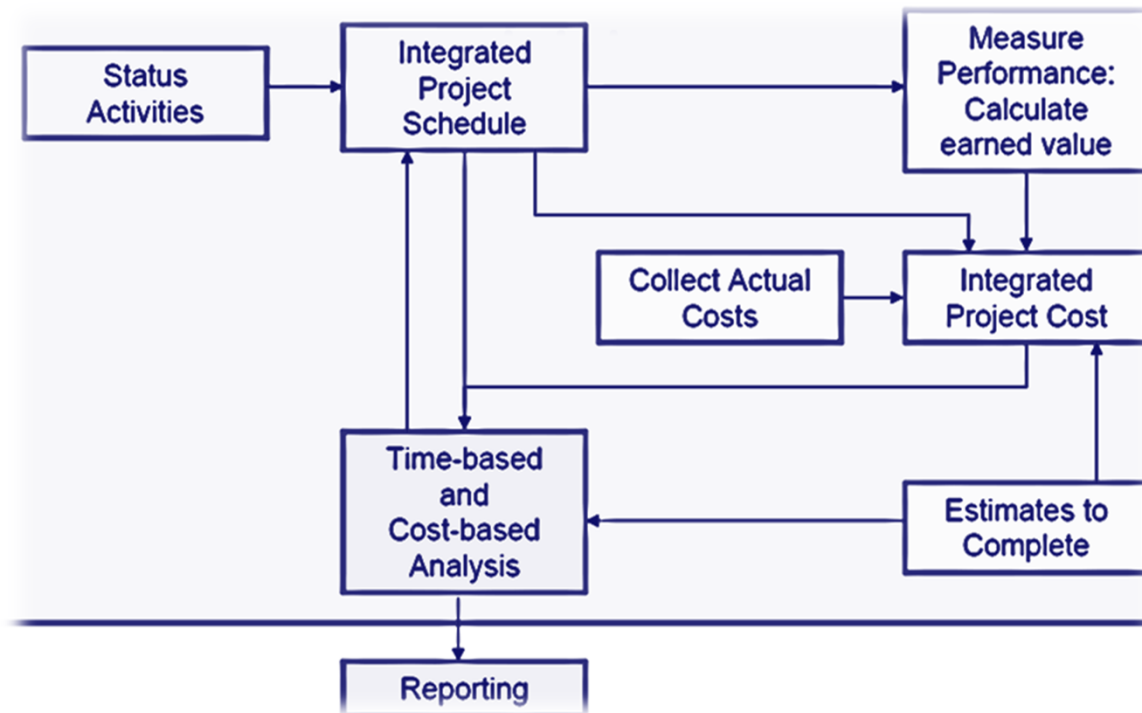 Status
Activities
Integrated
Project
Schedule
Measure
Performance:
Calculate
earned value
Collect Actual
Costs
Integrated
Project Cost
Time-based
and
Cost-based
Analysis
Estimates to
Complete
Reporting